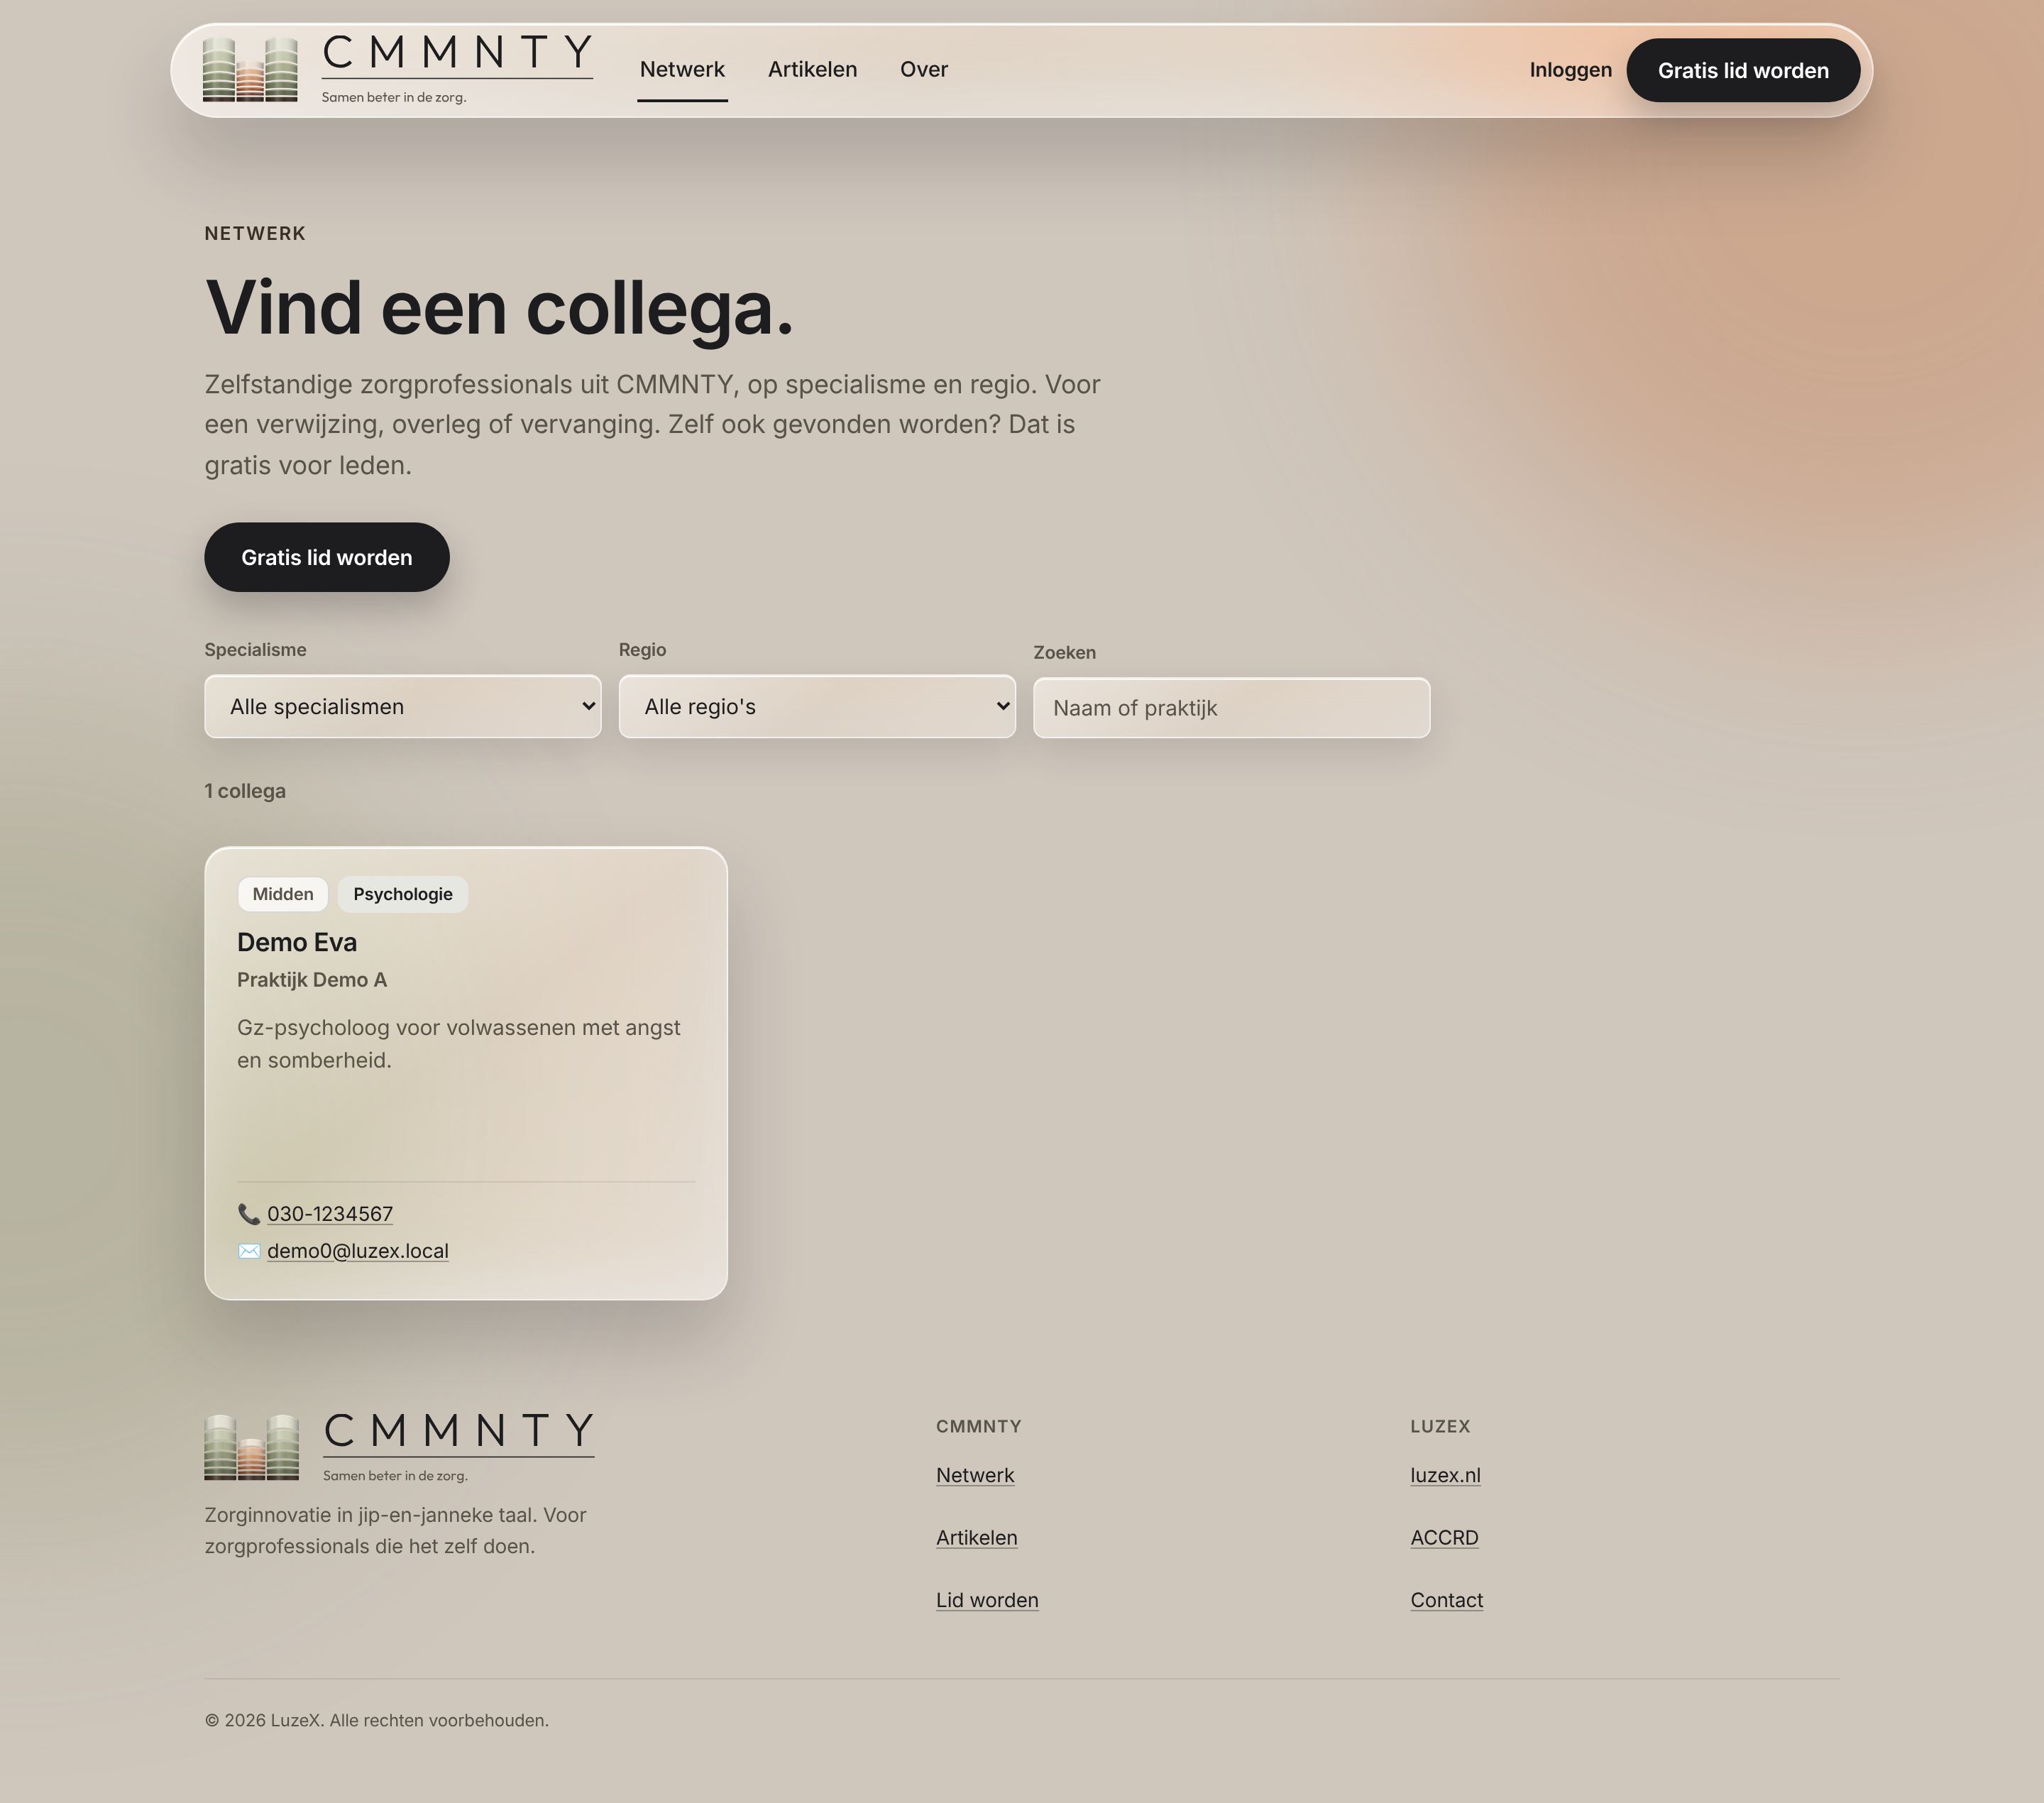 CMMNTY
Samen beter in de zorg.
Netwerk
Artikelen
Over
Inloggen
Gratis lid worden
NETWERK
Vind een collega.
Zelfstandige zorgprofessionals uit CMMNTY, op specialisme en regio. Voor
een verwijzing, overleg of vervanging. Zelf ook gevonden worden? Dat is
gratis voor leden.
Gratis lid worden
Specialisme
Regio
Zoeken
Alle specialismen
Alle regio's
Naam of praktijk
1 collega
Midden
Psychologie
Demo Eva
Praktijk Demo A
Gz-psycholoog voor volwassenen met angst
en somberheid.
030-1234567
demo0@luzex.local
CMMNTY
Samen beter in de zorg.
Zorginnovatie in jip-en-janneke taal. Voor
zorgprofessionals die het zelf doen.
CMMNTY
Netwerk
Artikelen
Lid worden
LUZEX
luzex.nl
ACCRD
Contact
© 2026 LuzeX. Alle rechten voorbehouden.